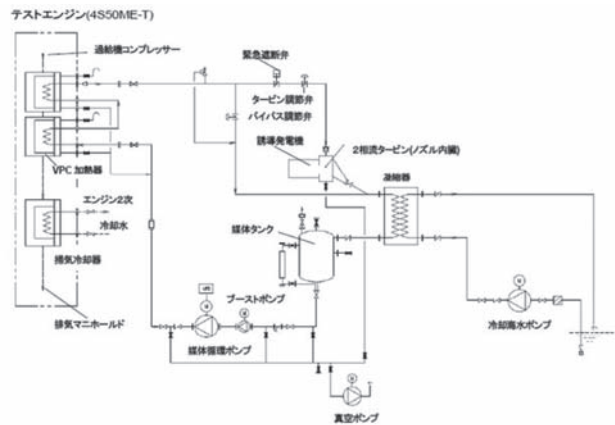 テストエンジン(4S50ME-T)
過給機コンプレッサー
緊急遮断弁
タービン調節弁
バイパス調節弁
誘導発電機
2相流タービン(ノズル内臓)
凝縮器
VPC 加熱器
エンジン2次
冷却水
媒体タンク
掃気冷却器
ブーストポンプ
排気マニホールド
媒体循環ポンプ
冷却海水ポンプ
真空ポンプ